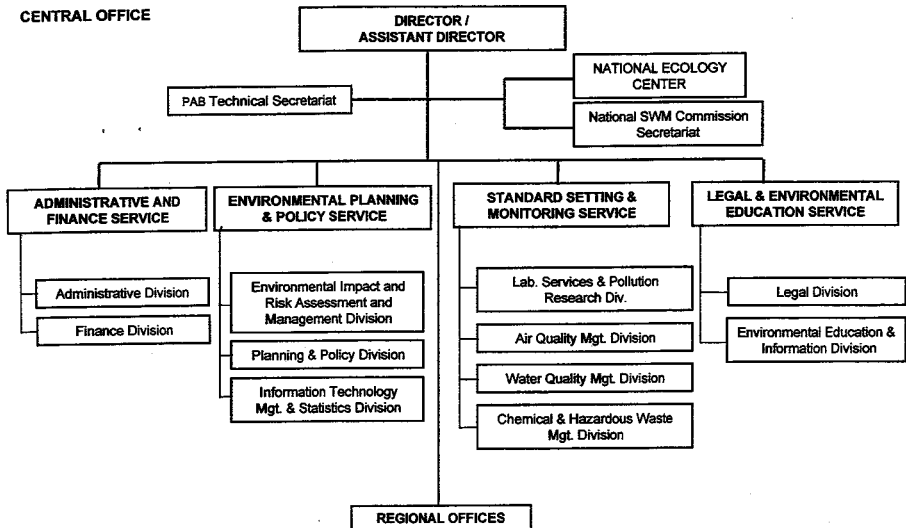 CENTRAL OFFICE
DIRECTOR /
ASSISTANT DIRECTOR
NATIONAL ECOLOGY
CENTER
PAB Technical Secretariat
National SWM Commission
Secretariat
ADMINISTRATIVE AND
FINANCE SERVICE
Administrative Division
Finance Division
ENVIRONMENTAL PLANNING
& POLICY SERVICE
Environmental Impact and
Risk Assessment and
Management Division
Planning & Policy Division
Information Technology
Mgt. & Statistics Division
STANDARD SETTING &
MONITORING SERVICE
Lab. Services & Pollution
Research Div.
Air Quality Mgt. Division
Water Quality Mgt. Division
Chemical & Hazardous Waste
Mgt. Division
LEGAL & ENVIRONMENTAL
EDUCATION SERVICE
Legal Division
Environmental Education &
Information Division
REGIONAL OFFICES